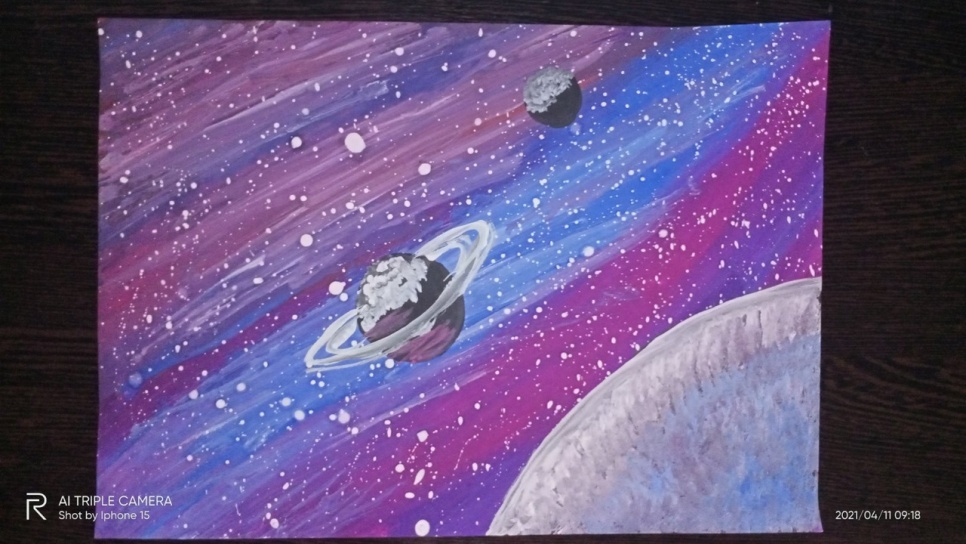 R AI TRIPLE CAMERA
Shot by Iphone 15
2021/04/11 09:18